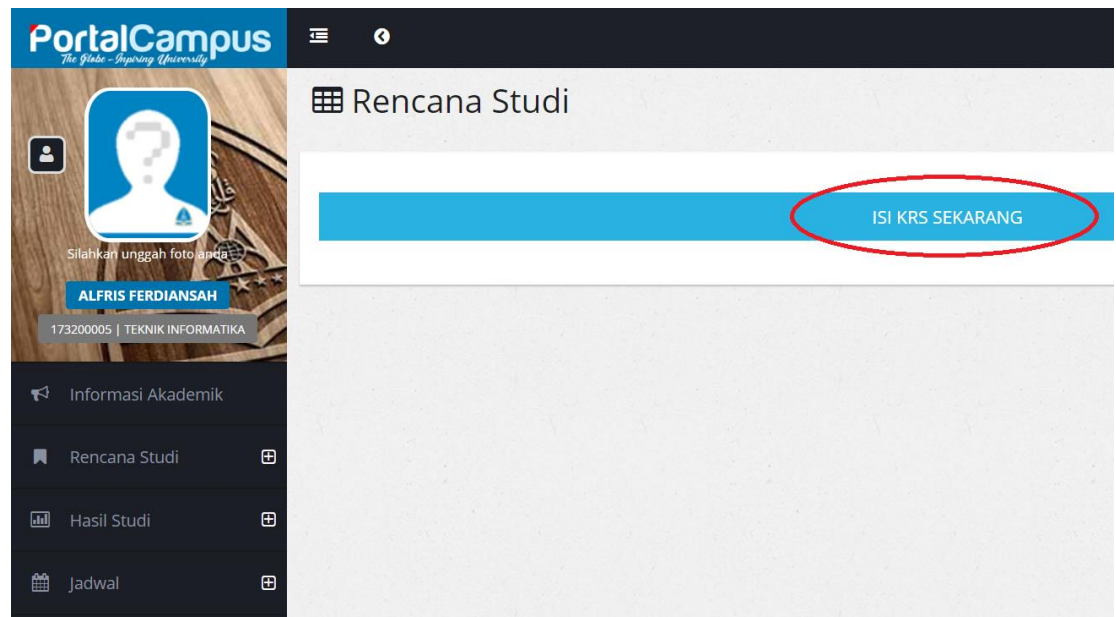 PortalCampus
The Globe - Inspiring University
Rencana Studi
ISI KRS SEKARANG
Silahkan unggah foto anda
ALFRIS FERDIANSAH
173200005 | TEKNIK INFORMATIKA
Informasi Akademik
Rencana Studi
Hasil Studi
Jadwal